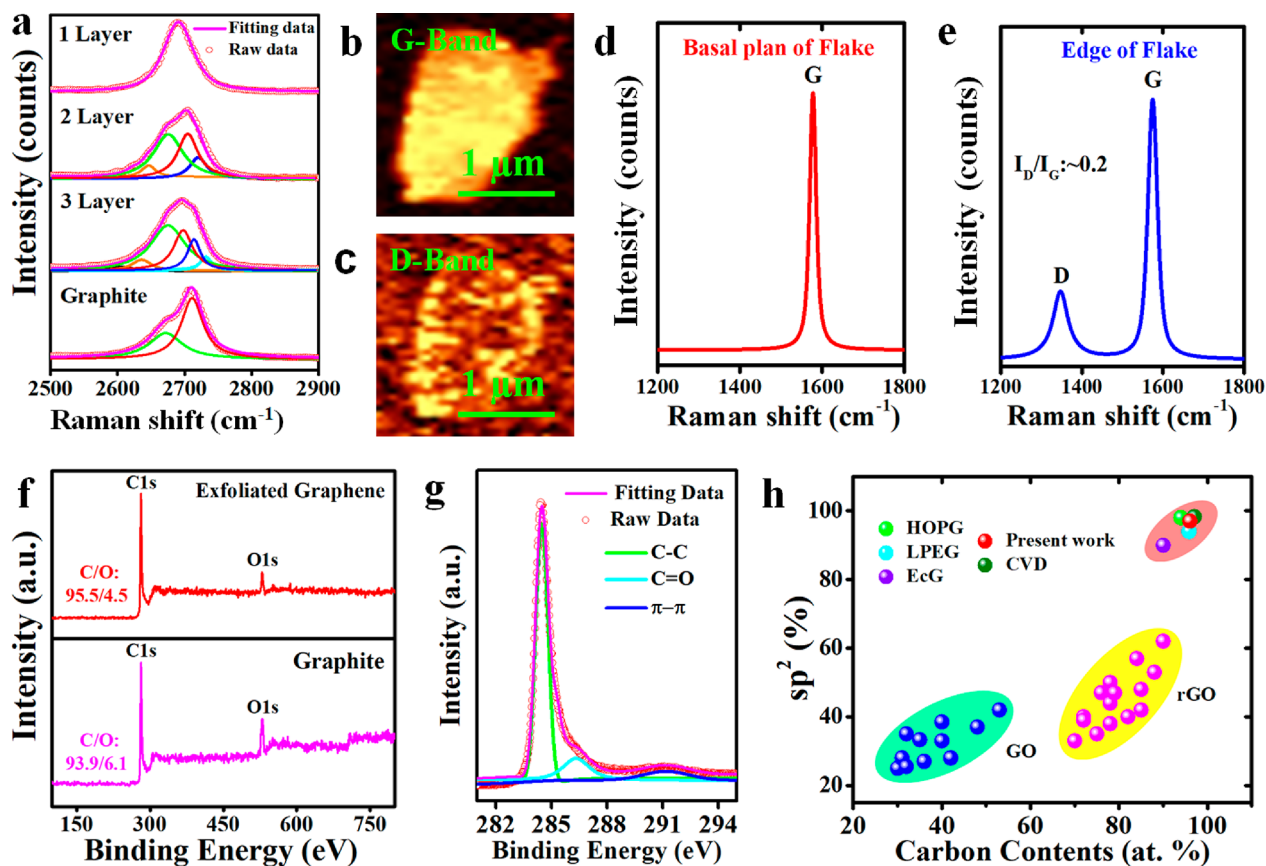 a
Fitting data
Raw data
1 Layer
2 Layer
3 Layer
Graphite
Intensity (counts)
2500 2600 2700 2800 2900
Raman shift (cm-1)
b
G-Band
1 μm
c
D-Band
1 μm
d
Basal plan of Flake
G
Intensity (counts)
1200 1400 1600 1800
Raman shift (cm-1)
e
Edge of Flake
G
ID/IG:~0.2
D
Intensity (counts)
1200 1400 1600 1800
Raman shift (cm-1)
f
C1s
Exfoliated Graphene
O1s
C/O:
95.5/4.5
C1s
Graphite
O1s
C/O:
93.9/6.1
Intensity (a.u.)
150 300 450 600 750
Binding Energy (eV)
g
Fitting Data
Raw Data
C-C
C=O
π-π
Intensity (a.u.)
282 285 288 291 294
Binding Energy (eV)
h
HOPG
LPEG
EcG
Present work
CVD
rGO
GO
sp2 (%)
100
80
60
40
20
20 40 60 80 100
Carbon Contents (at. %)